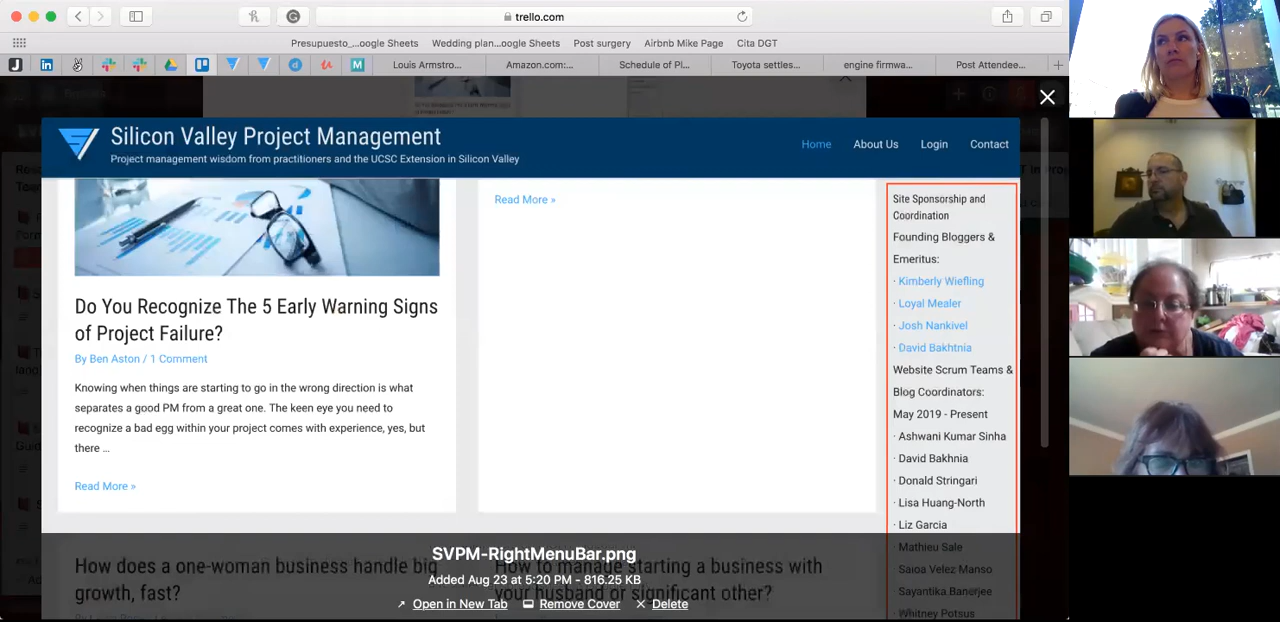 trello.com
Presupuesto_...oogle Sheets
Wedding plan...oogle Sheets
Post surgery
Airbnb Mike Page
Cita DGT
Louis Armstro...
Amazon.com:...
Schedule of Pi...
Toyota settles...
engine firmwa...
Post Attendee...
Silicon Valley Project Management
Project management wisdom from practitioners and the UCSC Extension in Silicon Valley
Home
About Us
Login
Contact
Do You Recognize The 5 Early Warning Signs
of Project Failure?
By Ben Aston / 1 Comment
Knowing when things are starting to go in the wrong direction is what
separates a good PM from a great one. The keen eye you need to
recognize a bad egg within your project comes with experience, yes, but
there ...
Read More »
Read More »
Site Sponsorship and
Coordination
Founding Bloggers &
Emeritus:
· Kimberly Wiefling
· Loyal Mealer
· Josh Nankivel
· David Bakhtnia
Website Scrum Teams &
Blog Coordinators:
May 2019 - Present
· Ashwani Kumar Sinha
· David Bakhnia
· Donald Stringari
· Lisa Huang-North
· Liz Garcia
· Mathieu Sale
· Saioa Velez Manso
· Sayantika Banerjee
· Whitney Potsus
How does a one-woman business handle big
growth, fast?
How to manage starting a business with
your husband or significant other?
SVPM-RightMenuBar.png
Added Aug 23 at 5:20 PM - 816.25 KB
Open in New Tab
Remove Cover
Delete